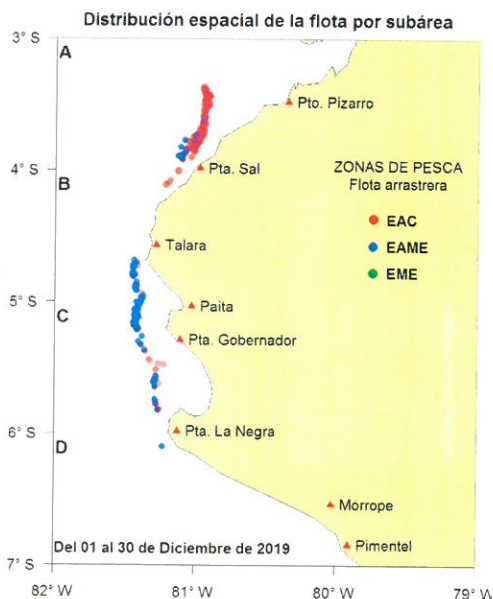 Distribución espacial de la flota por subárea
3° S
A
Pto. Pizarro
ZONAS DE PESCA
Flota arrastrera
4° S
Pta. Sal
B
EAC
Talara
EAME
EME
5° S
C
Paita
Pta. Gobernador
6° S
D
Pta. La Negra
Morrope
Del 01 al 30 de Diciembre de 2019
Pimentel
7° S
82° W
81° W
80° W
79° W